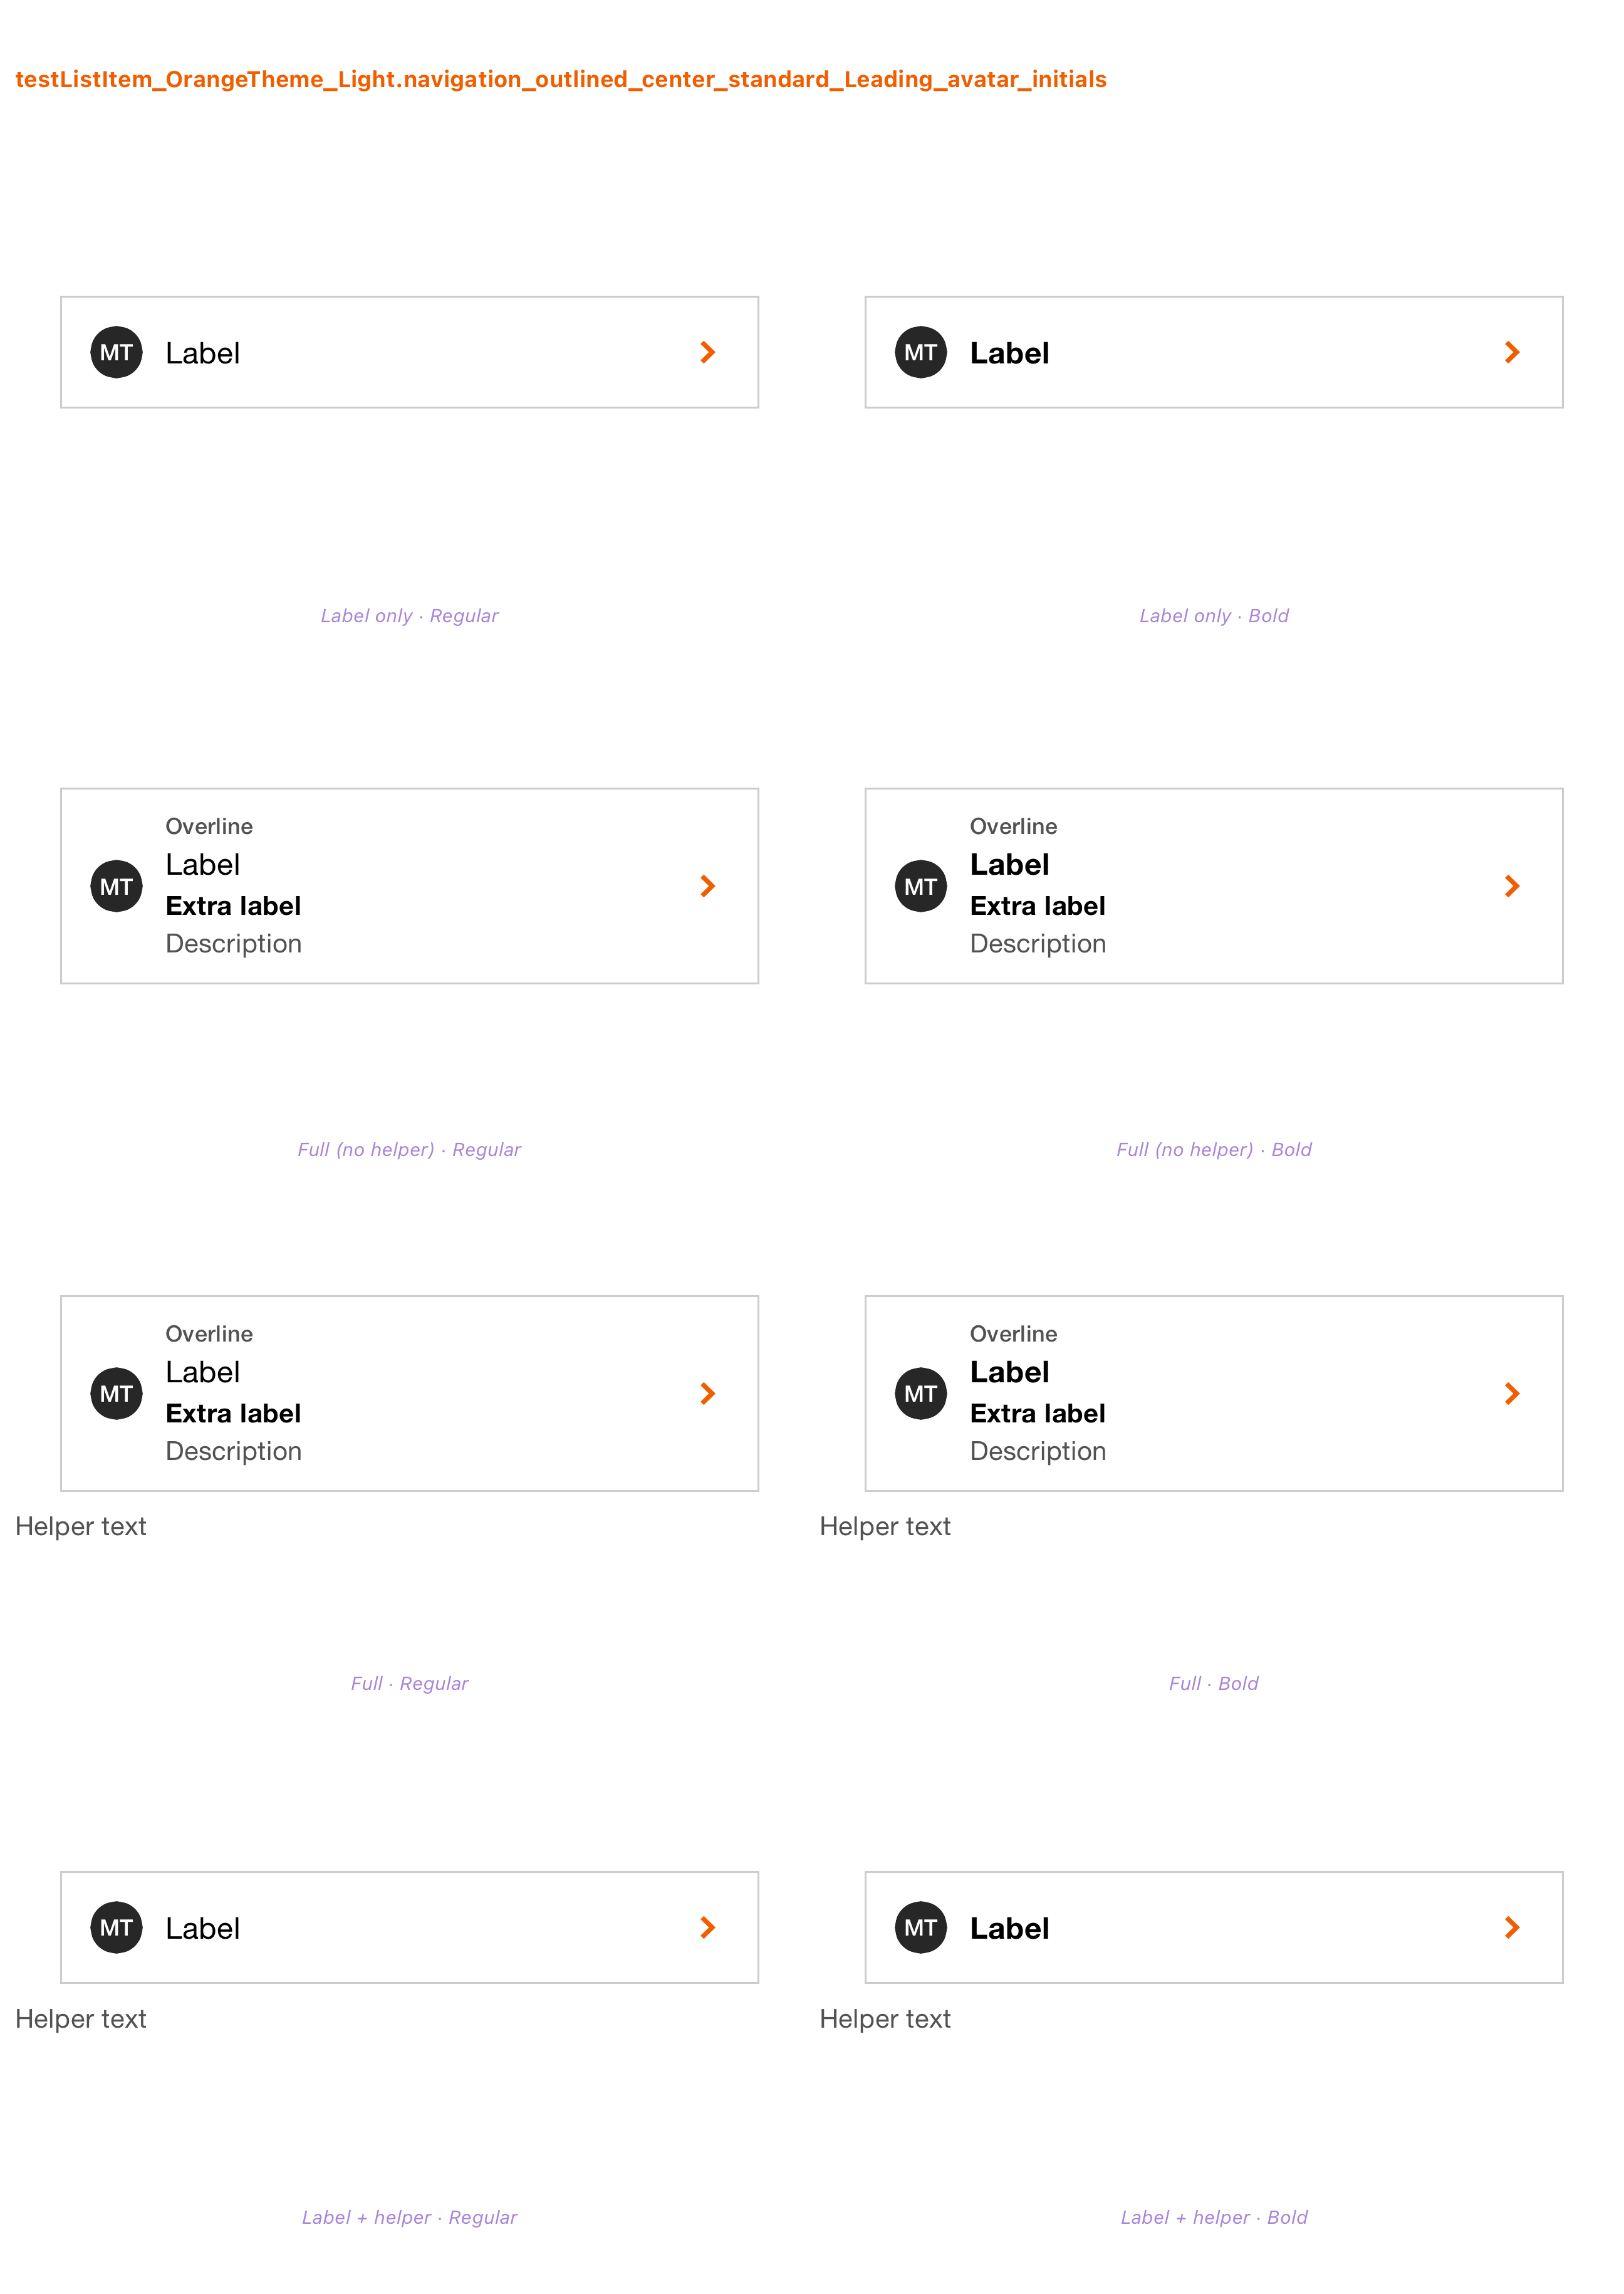 testListItem_OrangeTheme_Light.navigation_outlined_center_standard_Leading_avatar_initials
MT Label
MT Label
Label only · Regular
Label only · Bold
Overline
Label
MT
Extra label
Description
Overline
Label
MT
Extra label
Description
Full (no helper) · Regular
Full (no helper) · Bold
Overline
Label
MT
Extra label
Description
Helper text
Overline
Label
MT
Extra label
Description
Helper text
Full · Regular
Full · Bold
MT Label
Helper text
MT Label
Helper text
Label + helper · Regular
Label + helper · Bold